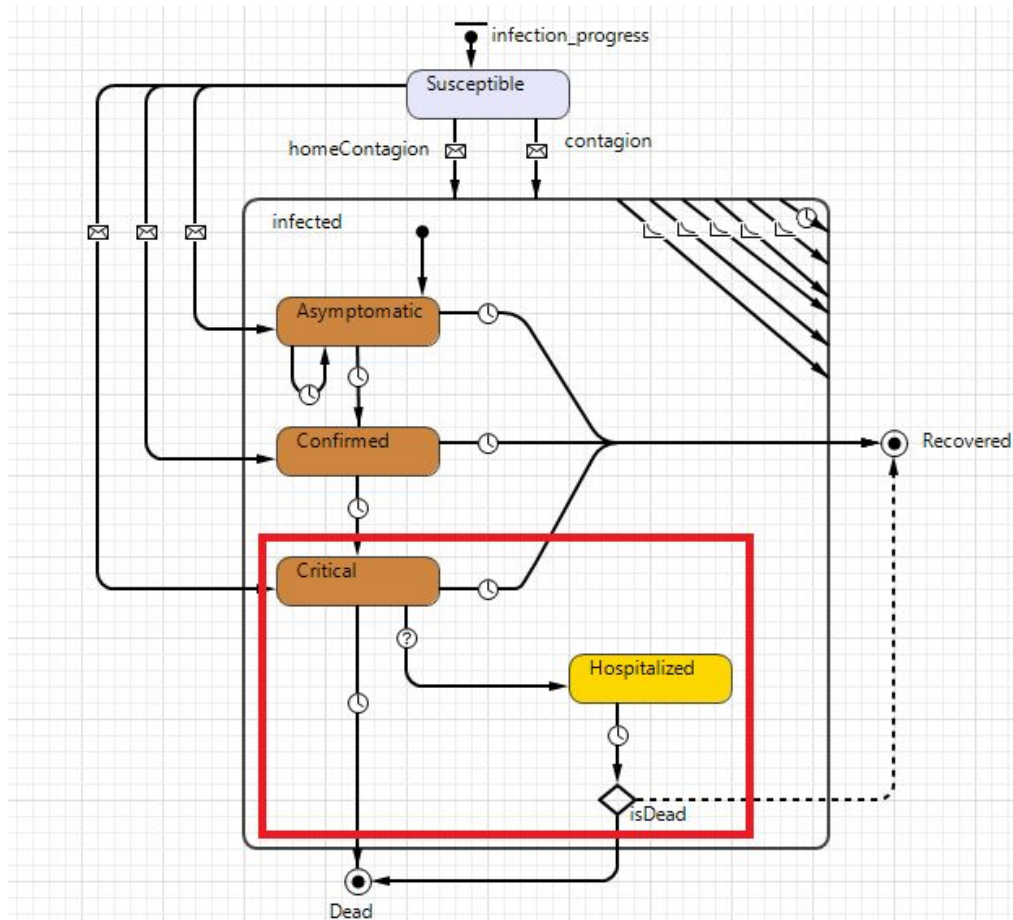 infection_progress
Susceptible
homeContagion
contagion
infected
Asymptomatic
Confirmed
Recovered
Critical
?
Hospitalized
isDead
Dead